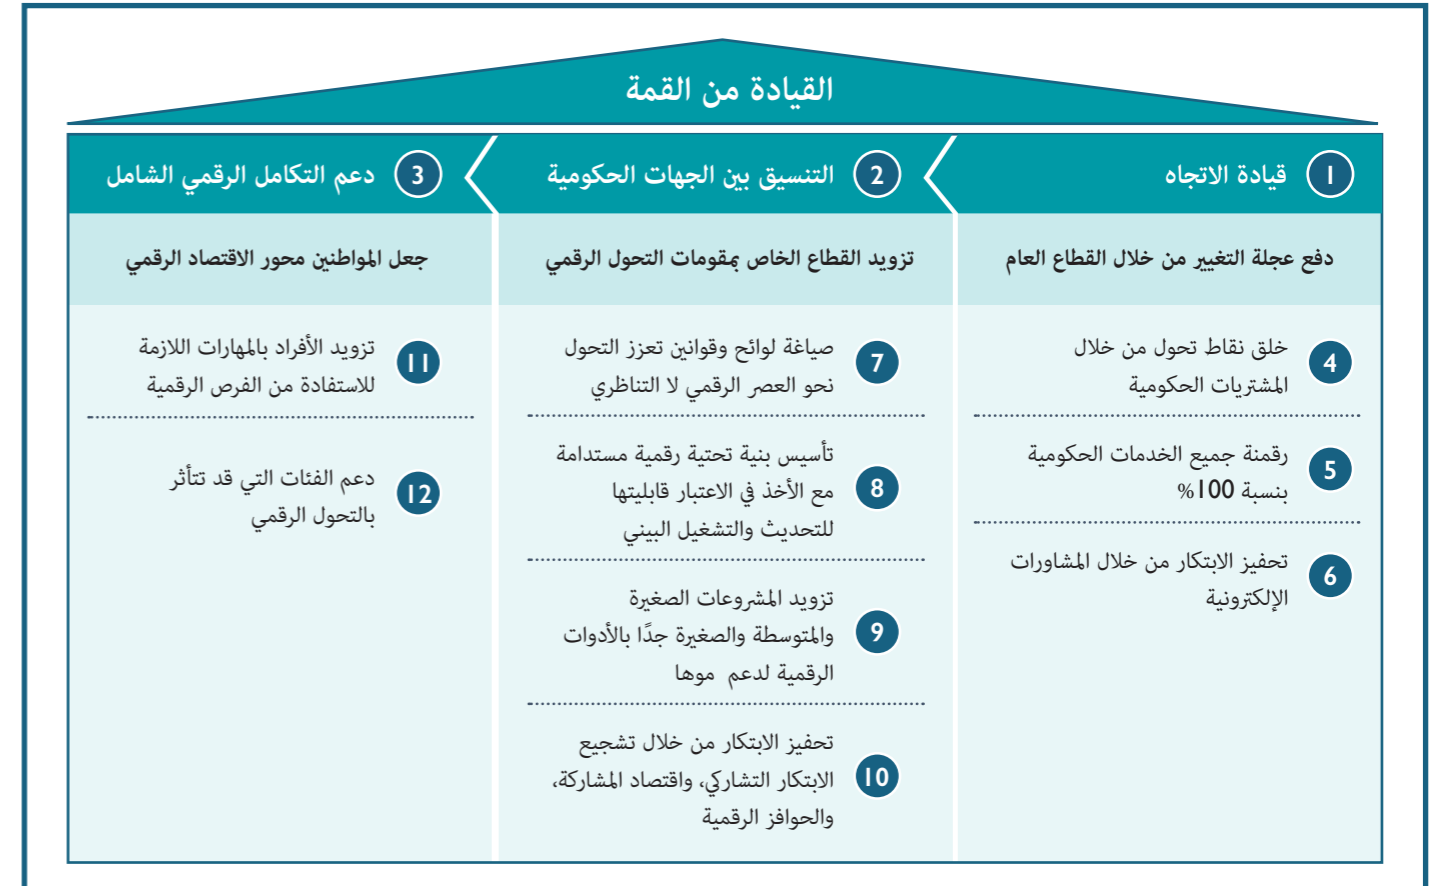 القيادة من القمة
1 قيادة الاتجاه
2 التنسيق بين الجهات الحكومية
3 دعم التكامل الرقمي الشامل
دفع عجلة التغيير من خلال القطاع العام
تزويد القطاع الخاص بمقومات التحول الرقمي
جعل المواطنين محور الاقتصاد الرقمي
4 خلق نقاط تحول من خلال
المشتريات الحكومية
5 رقمنة جميع الخدمات الحكومية
بنسبة 100%
6 تحفيز الابتكار من خلال المشاورات
الإلكترونية
7 صياغة لوائح وقوانين تعزز التحول
نحو العصر الرقمي لا التناظري
8 تأسيس بنية تحتية رقمية مستدامة
مع الأخذ في الاعتبار قابليتها
للتحديث والتشغيل البيني
9 تزويد المشروعات الصغيرة
والمتوسطة والصغيرة جدًا بالأدوات
الرقمية لدعم موها
10 تحفيز الابتكار من خلال تشجيع
الابتكار التشاركي، واقتصاد المشاركة،
والحوافز الرقمية
11 تزويد الأفراد بالمهارات اللازمة
للاستفادة من الفرص الرقمية
12 دعم الفئات التي قد تتأثر
بالتحول الرقمي